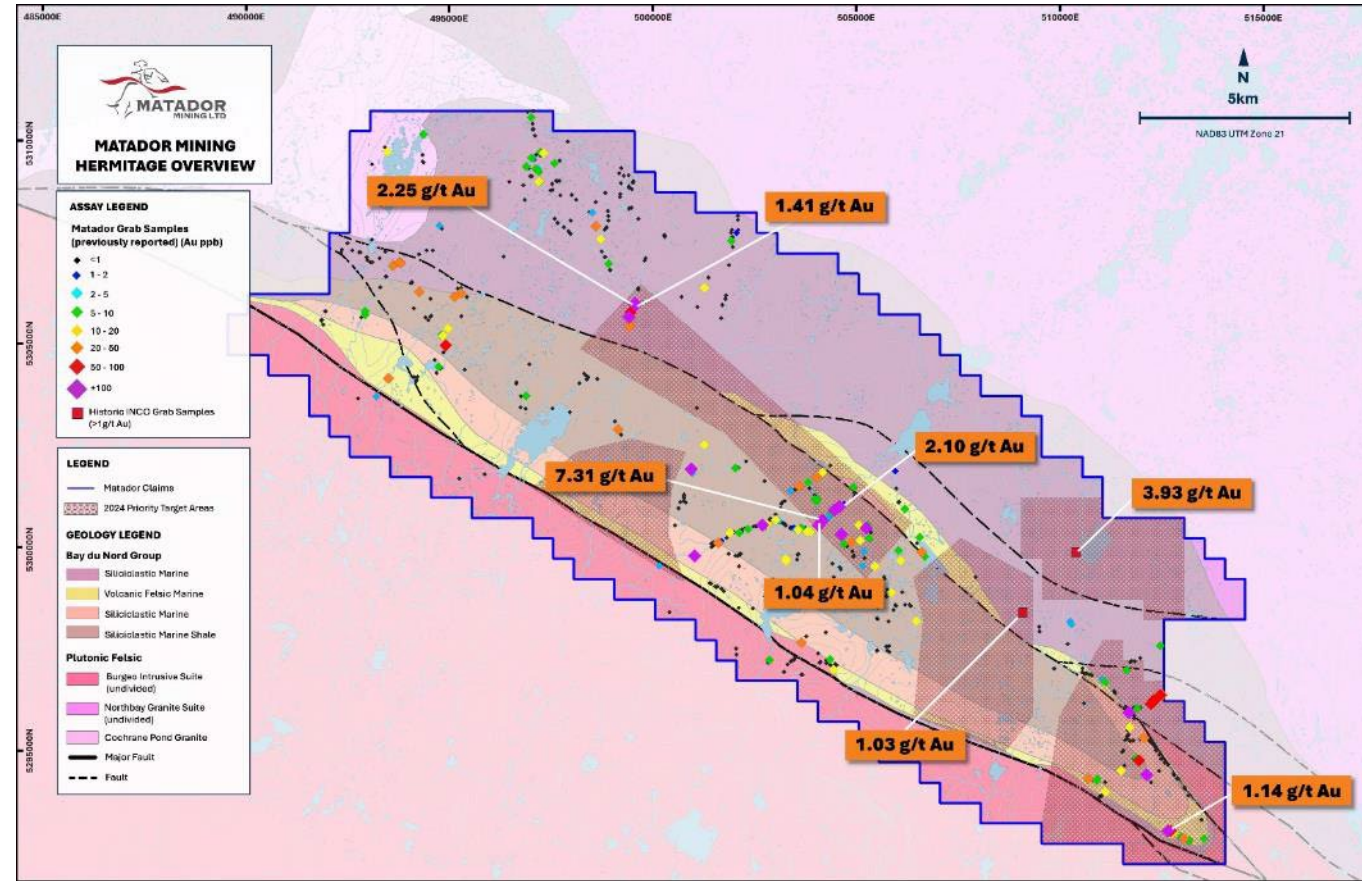 485000E
490000E
495000E
500000E
505000E
510000E
515000E
5310000N
5305000N
5300000N
5295000N
MATADOR
MINING LTD
MATADOR MINING
HERMITAGE OVERVIEW
ASSAY LEGEND
Matador Grab Samples
(previously reported) (Au ppb)
<1
1 - 2
2 - 5
5 - 10
10 - 20
20 - 50
50 - 100
+100
Historic INCO Grab Samples
(>1g/t Au)
LEGEND
Matador Claims
2024 Priority Target Areas
GEOLOGY LEGEND
Bay du Nord Group
Siliciclastic Marine
Volcanic Felsic Marine
Siliciclastic Marine
Siliciclastic Marine Shale
Plutonic Felsic
Burgeo Intrusive Suite
(undivided)
Northbay Granite Suite
(undivided)
Cochrane Pond Granite
Major Fault
Fault
N
5km
NAD83 UTM Zone 21
2.25 g/t Au
1.41 g/t Au
2.10 g/t Au
7.31 g/t Au
3.93 g/t Au
1.04 g/t Au
1.03 g/t Au
1.14 g/t Au